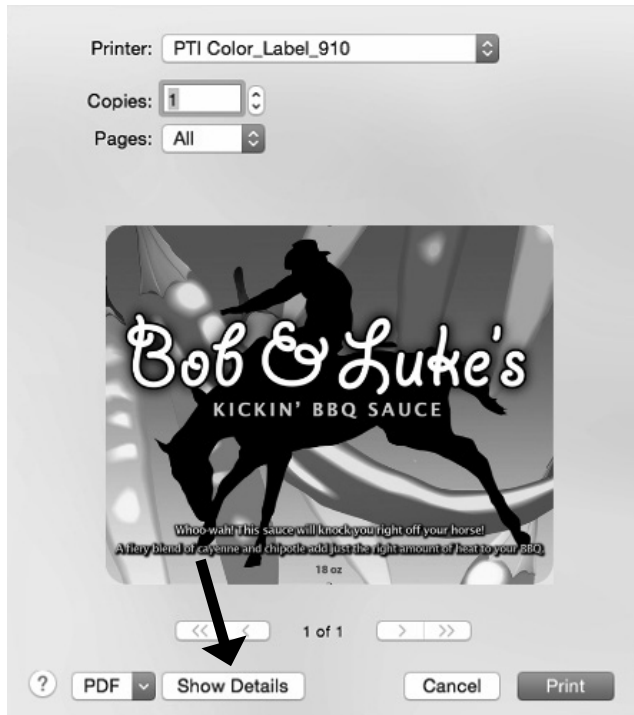 Printer: PTI Color_Label_910
Copies: 1
Pages: All
Bob & Luke's
KICKIN' BBQ SAUCE
Whoo-wah! This sauce will knock you right off your horse!
A fiery blend of cayenne and chipotle add just the right amount of heat to your BBQ.
18 oz
<< < 1 of 1 > >>
? PDF Show Details Cancel Print